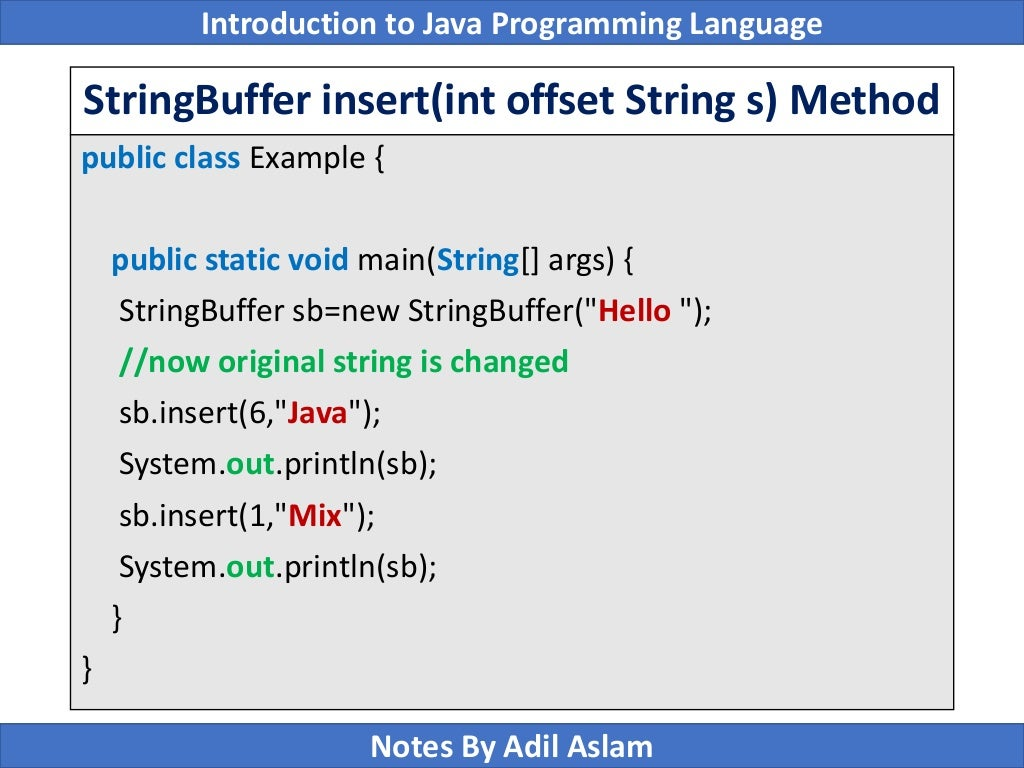 Introduction to Java Programming Language
StringBuffer insert(int offset String s) Method
public class Example {
public static void main(String[] args) {
StringBuffer sb=new StringBuffer("Hello ");
//now original string is changed
sb.insert(6,"Java");
System.out.println(sb);
sb.insert(1,"Mix");
System.out.println(sb);
}
}
Notes By Adil Aslam